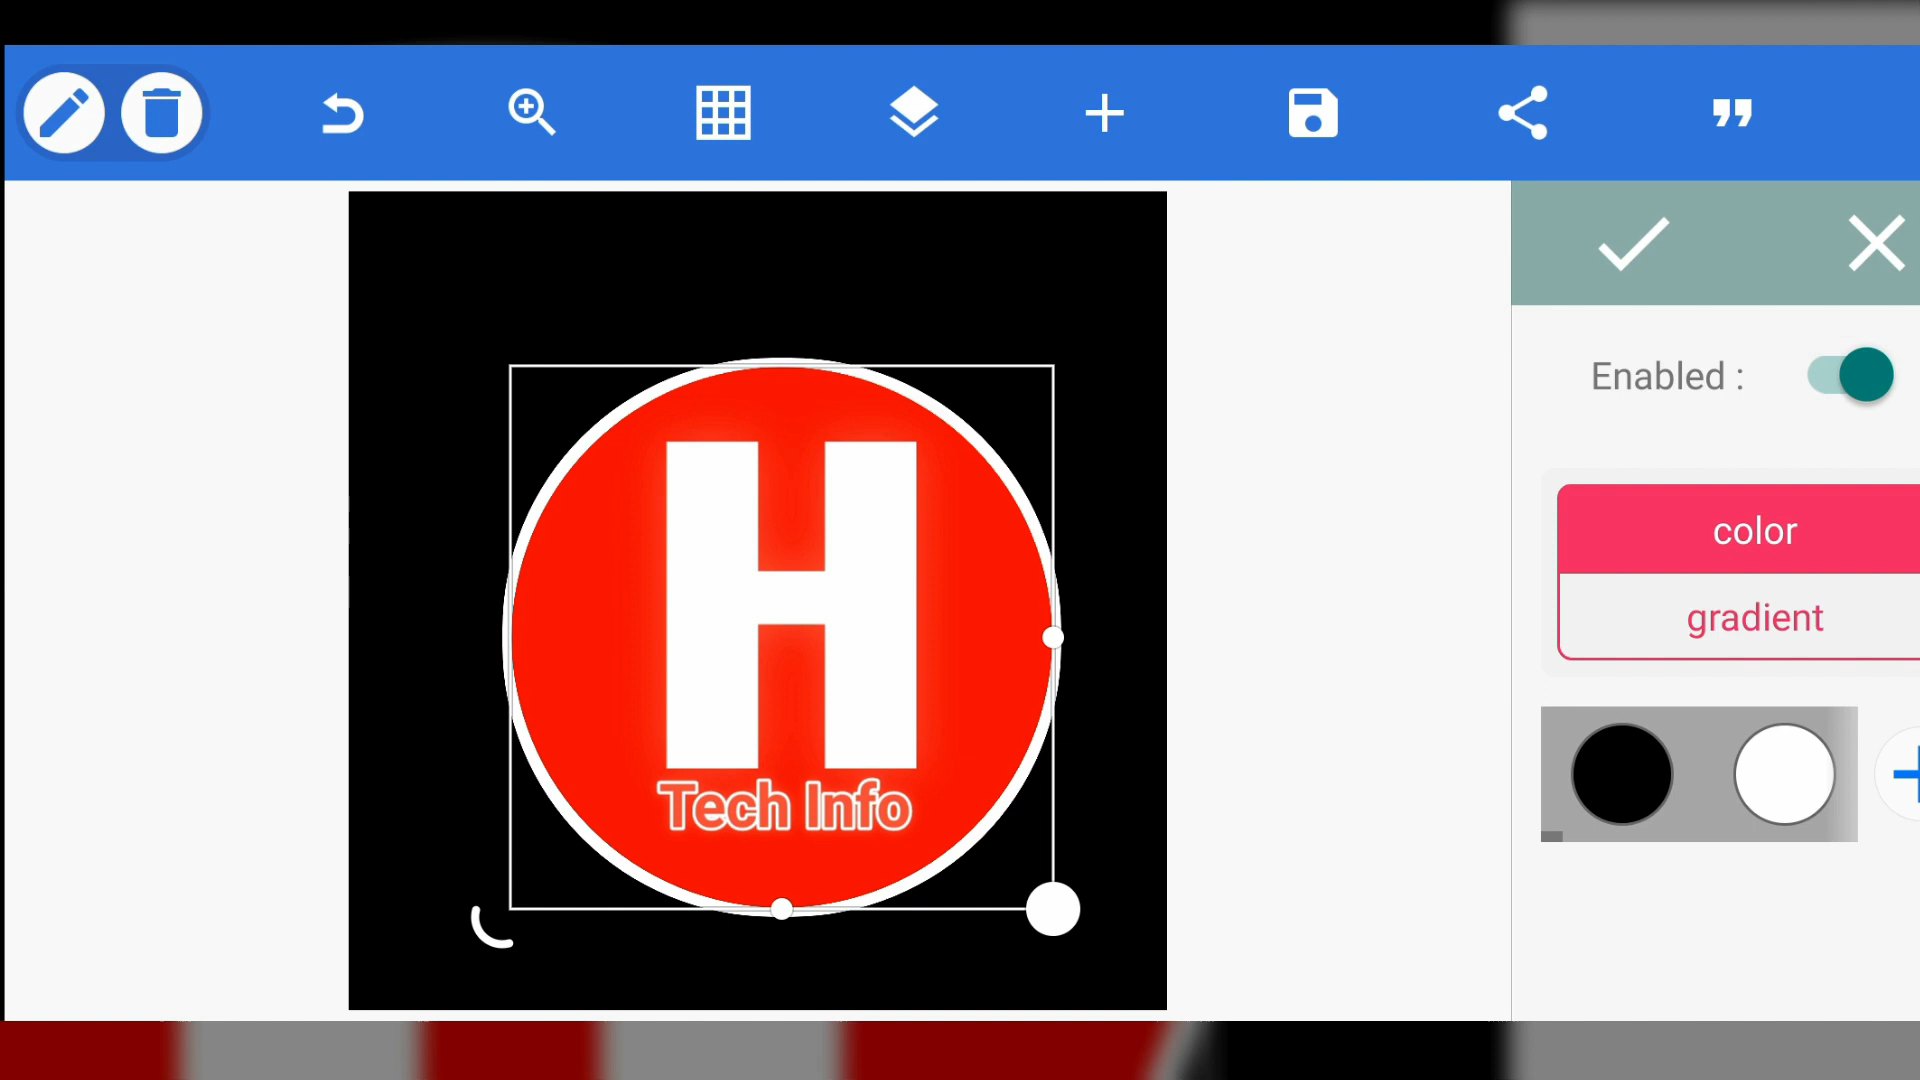 Enabled :
color
gradient
H
Tech Info